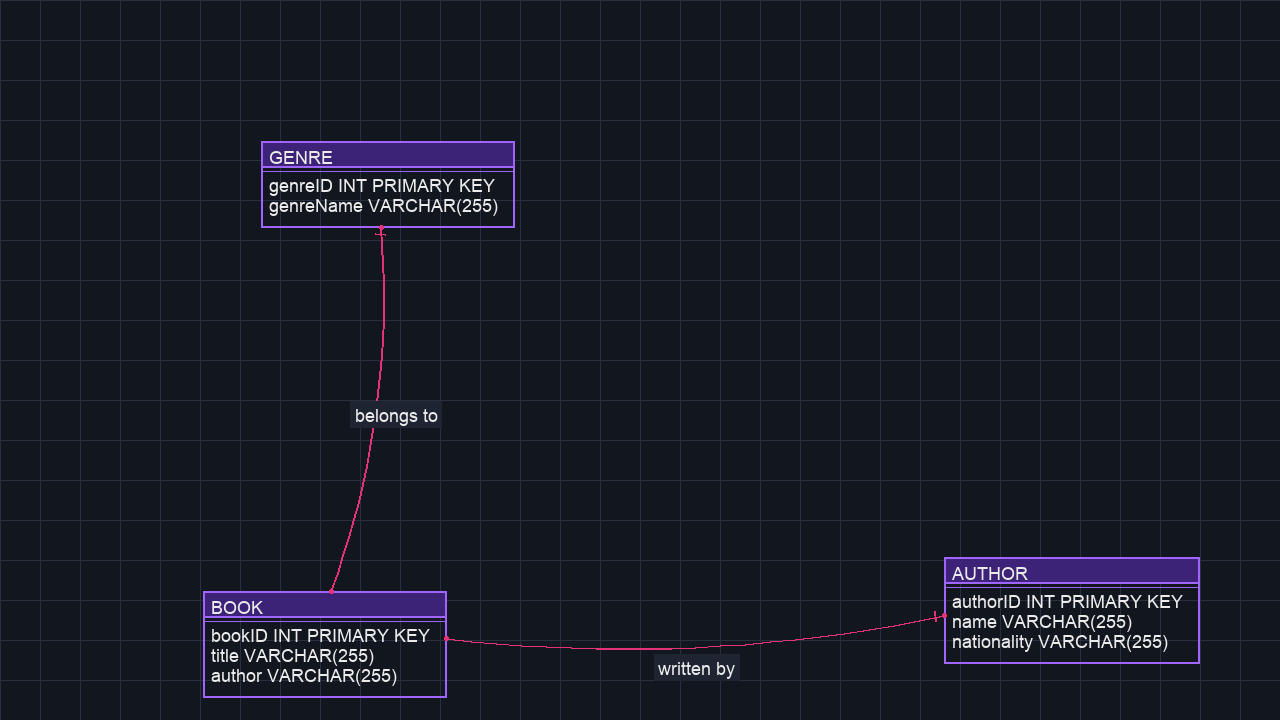 GENRE
genreID INT PRIMARY KEY
genreName VARCHAR(255)
belongs to
BOOK
bookID INT PRIMARY KEY
title VARCHAR(255)
author VARCHAR(255)
written by
AUTHOR
authorID INT PRIMARY KEY
name VARCHAR(255)
nationality VARCHAR(255)